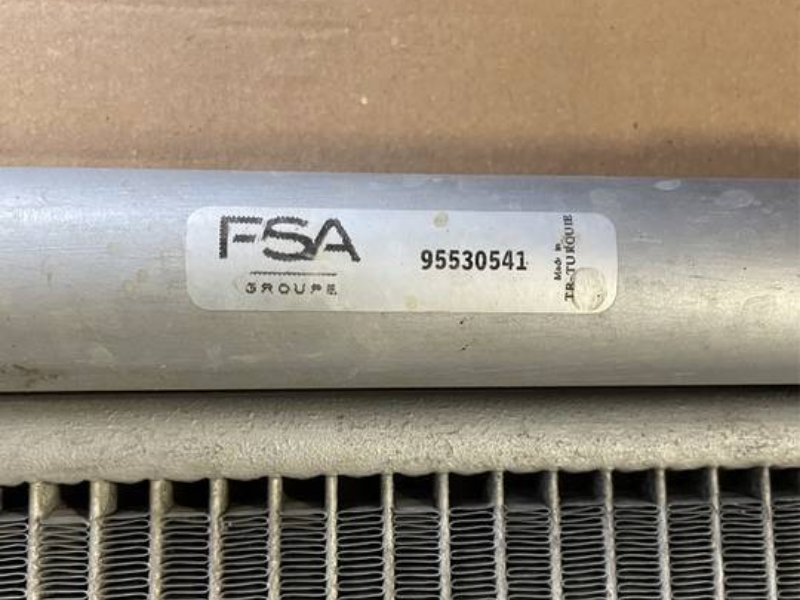 FSA
GROUPE
95530541
Made in
TR-TURQUIE